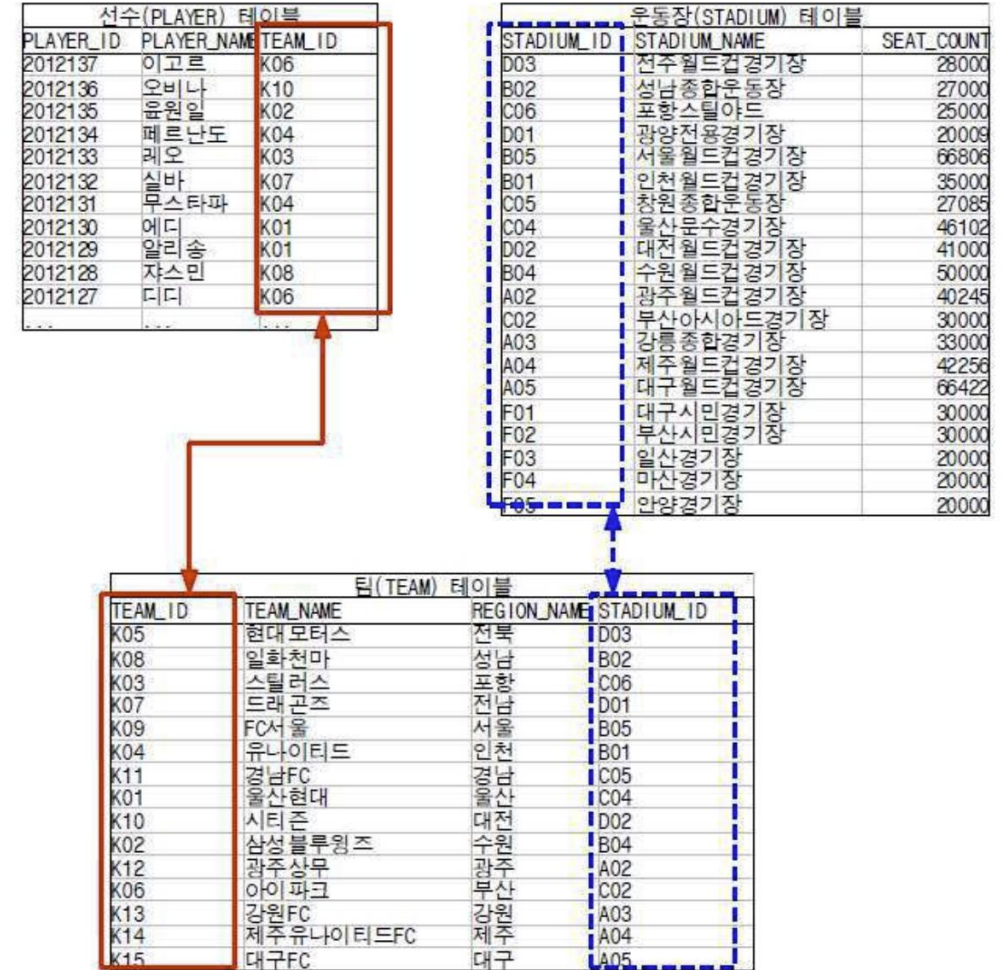 선수(PLAYER) 테이블
PLAYER_ID PLAYER_NAME TEAM_ID
2012137 이고르 K06
2012136 오비나 K10
2012135 윤원일 K02
2012134 페르난도 K04
2012133 레오 K03
2012132 실바 K07
2012131 무스타파 K04
2012130 에디 K01
2012129 알리송 K01
2012128 쟈스민 K08
2012127 디디 K06
... ... ...
운동장(STADIUM) 테이블
STADIUM_ID STADIUM_NAME SEAT_COUNT
D03 전주월드컵경기장 28000
B02 성남종합운동장 27000
C06 포항스틸야드 25000
D01 광양전용경기장 20009
B05 서울월드컵경기장 66806
B01 인천월드컵경기장 35000
C05 창원종합운동장 27085
C04 울산문수경기장 46102
D02 대전월드컵경기장 41000
B04 수원월드컵경기장 50000
A02 광주월드컵경기장 40245
C02 부산아시아드경기장 30000
A03 강릉종합경기장 33000
A04 제주월드컵경기장 42256
A05 대구월드컵경기장 66422
F01 대구시민경기장 30000
F02 부산시민경기장 30000
F03 일산경기장 20000
F04 마산경기장 20000
F05 안양경기장 20000
팀(TEAM) 테이블
TEAM_ID TEAM_NAME REGION_NAME STADIUM_ID
K05 현대모터스 전북 D03
K08 일화천마 성남 B02
K03 스틸러스 포항 C06
K07 드래곤즈 전남 D01
K09 FC서울 서울 B05
K04 유나이티드 인천 B01
K11 경남FC 경남 C05
K01 울산현대 울산 C04
K10 시티즌 대전 D02
K02 삼성블루윙즈 수원 B04
K12 광주상무 광주 A02
K06 아이파크 부산 C02
K13 강원FC 강원 A03
K14 제주유나이티드FC 제주 A04
K15 대구FC 대구 A05